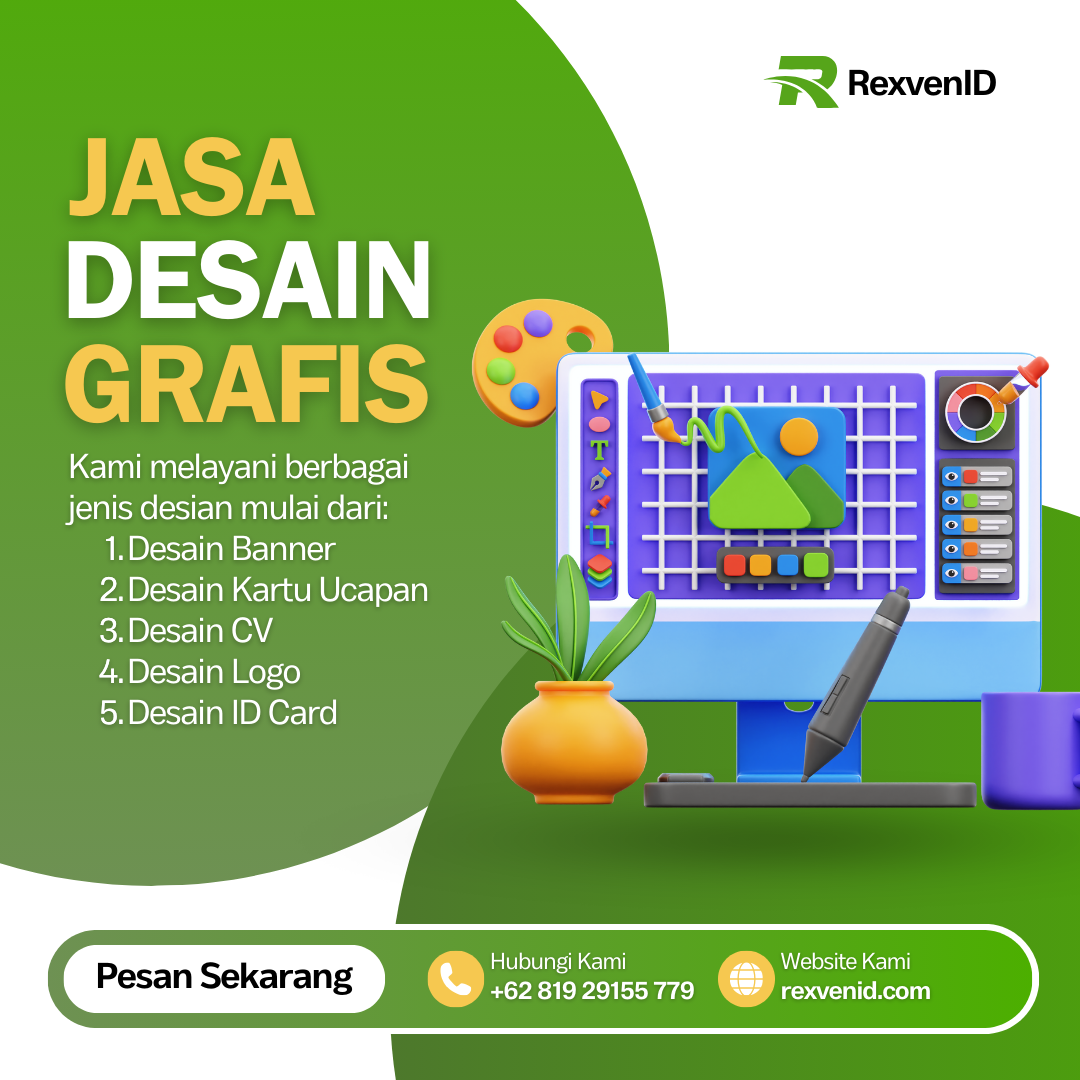 RexvenID
JASA
DESAIN
GRAFIS
Kami melayani berbagai
jenis desian mulai dari:
1. Desain Banner
2. Desain Kartu Ucapan
3. Desain CV
4. Desain Logo
5. Desain ID Card
T
Pesan Sekarang
Hubungi Kami
+62 819 29155 779
Website Kami
rexvenid.com